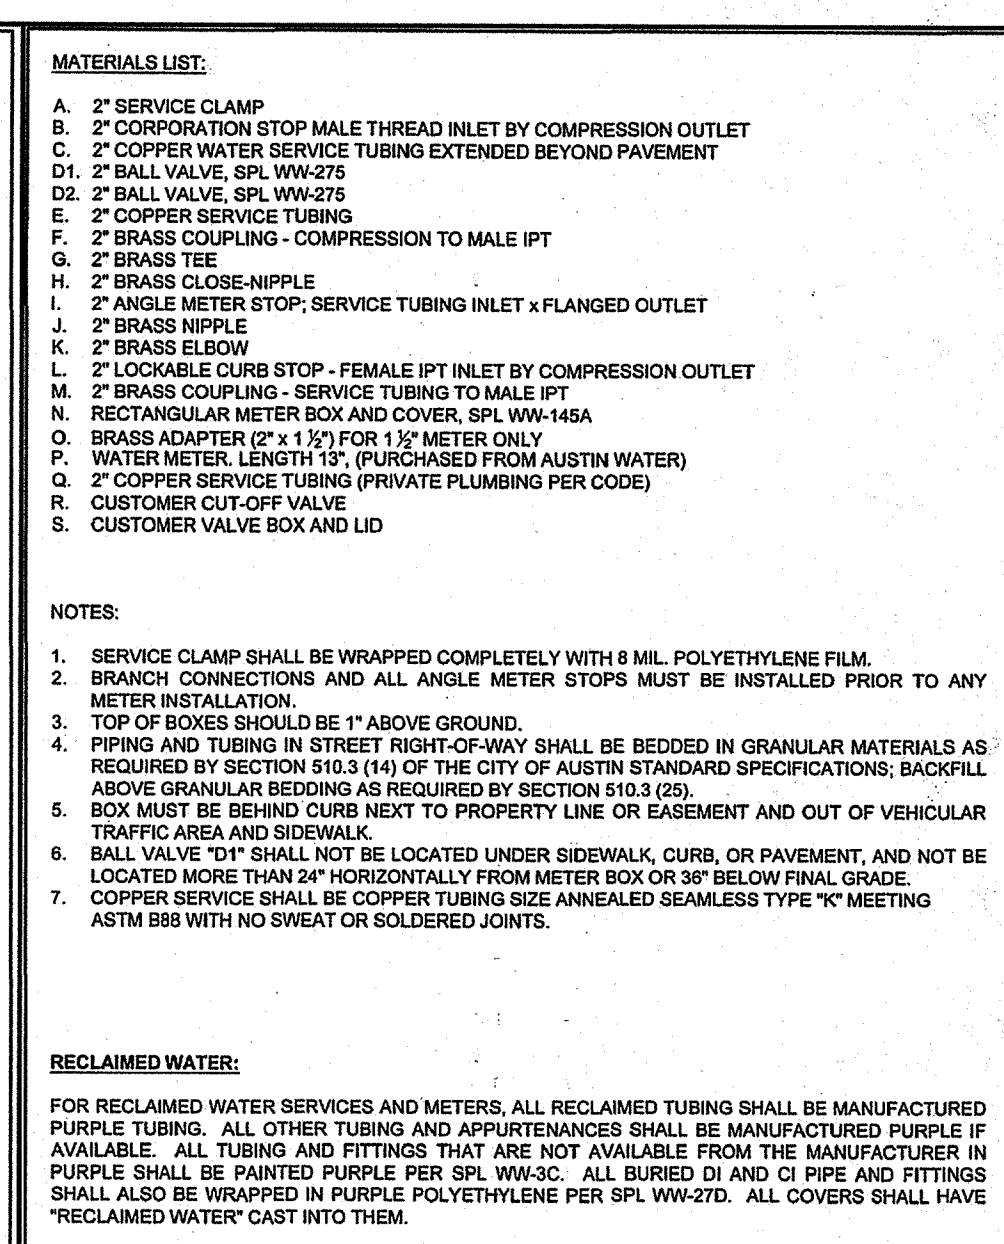 MATERIALS LIST:
A. 2" SERVICE CLAMP
B. 2" CORPORATION STOP MALE THREAD INLET BY COMPRESSION OUTLET
C. 2" COPPER WATER SERVICE TUBING EXTENDED BEYOND PAVEMENT
D1. 2" BALL VALVE, SPL WW-275
D2. 2" BALL VALVE, SPL WW-275
E. 2" COPPER SERVICE TUBING
F. 2" BRASS COUPLING - COMPRESSION TO MALE IPT
G. 2" BRASS TEE
H. 2" BRASS CLOSE-NIPPLE
I. 2" ANGLE METER STOP; SERVICE TUBING INLET x FLANGED OUTLET
J. 2" BRASS NIPPLE
K. 2" BRASS ELBOW
L. 2" LOCKABLE CURB STOP - FEMALE IPT INLET BY COMPRESSION OUTLET
M. 2" BRASS COUPLING - SERVICE TUBING TO MALE IPT
N. RECTANGULAR METER BOX AND COVER, SPL WW-145A
O. BRASS ADAPTER (2" x 1 ½") FOR 1 ½" METER ONLY
P. WATER METER. LENGTH 13", (PURCHASED FROM AUSTIN WATER)
Q. 2" COPPER SERVICE TUBING (PRIVATE PLUMBING PER CODE)
R. CUSTOMER CUT-OFF VALVE
S. CUSTOMER VALVE BOX AND LID
NOTES:
1. SERVICE CLAMP SHALL BE WRAPPED COMPLETELY WITH 8 MIL. POLYETHYLENE FILM.
2. BRANCH CONNECTIONS AND ALL ANGLE METER STOPS MUST BE INSTALLED PRIOR TO ANY
METER INSTALLATION.
3. TOP OF BOXES SHOULD BE 1" ABOVE GROUND.
4. PIPING AND TUBING IN STREET RIGHT-OF-WAY SHALL BE BEDDED IN GRANULAR MATERIALS AS
REQUIRED BY SECTION 510.3 (14) OF THE CITY OF AUSTIN STANDARD SPECIFICATIONS; BACKFILL
ABOVE GRANULAR BEDDING AS REQUIRED BY SECTION 510.3 (25).
5. BOX MUST BE BEHIND CURB NEXT TO PROPERTY LINE OR EASEMENT AND OUT OF VEHICULAR
TRAFFIC AREA AND SIDEWALK.
6. BALL VALVE "D1" SHALL NOT BE LOCATED UNDER SIDEWALK, CURB, OR PAVEMENT, AND NOT BE
LOCATED MORE THAN 24" HORIZONTALLY FROM METER BOX OR 36" BELOW FINAL GRADE.
7. COPPER SERVICE SHALL BE COPPER TUBING SIZE ANNEALED SEAMLESS TYPE "K" MEETING
ASTM B88 WITH NO SWEAT OR SOLDERED JOINTS.
RECLAIMED WATER:
FOR RECLAIMED WATER SERVICES AND METERS, ALL RECLAIMED TUBING SHALL BE MANUFACTURED
PURPLE TUBING. ALL OTHER TUBING AND APPURTENANCES SHALL BE MANUFACTURED PURPLE IF
AVAILABLE. ALL TUBING AND FITTINGS THAT ARE NOT AVAILABLE FROM THE MANUFACTURER IN
PURPLE SHALL BE PAINTED PURPLE PER SPL WW-3C. ALL BURIED DI AND CI PIPE AND FITTINGS
SHALL ALSO BE WRAPPED IN PURPLE POLYETHYLENE PER SPL WW-27D. ALL COVERS SHALL HAVE
"RECLAIMED WATER" CAST INTO THEM.